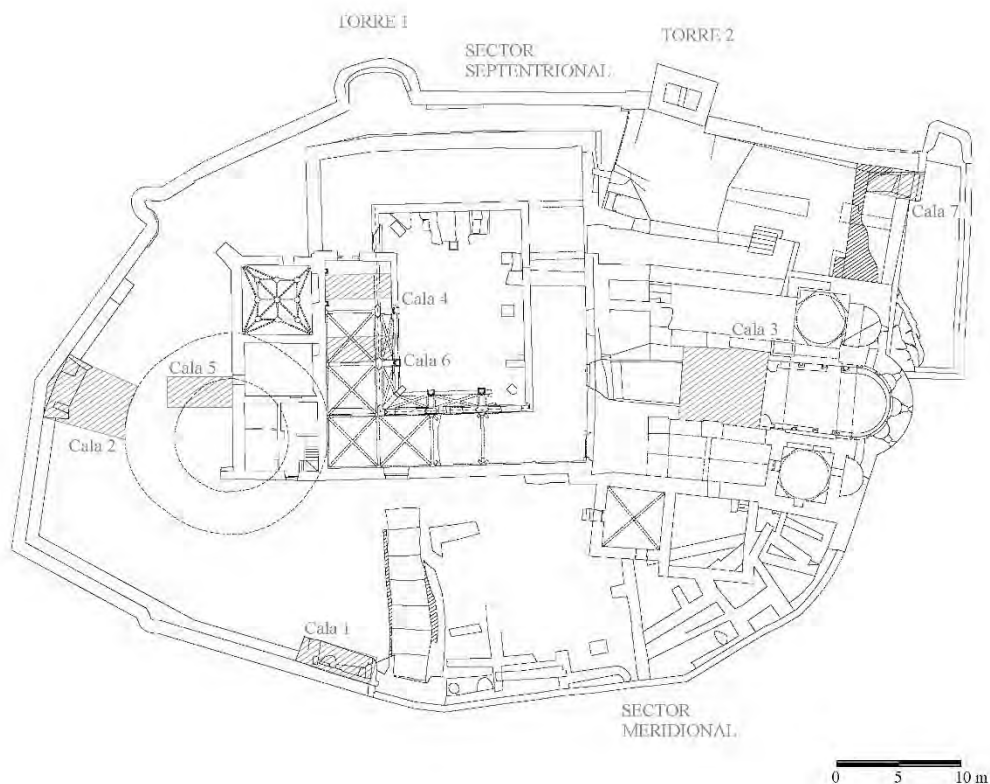 TORRE 1
TORRE 2
SECTOR
SEPTENTRIONAL
Cala 7
Cala 4
Cala 3
Cala 6
Cala 5
Cala 2
Cala 1
SECTOR
MERIDIONAL
0 5 10 m